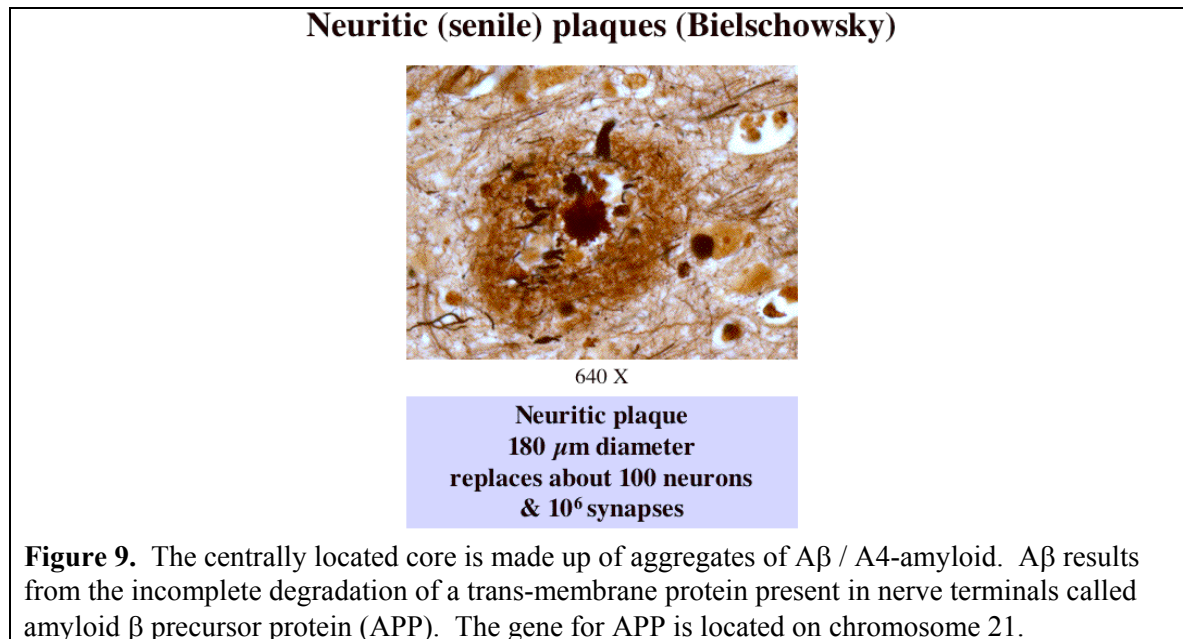 Neuritic (senile) plaques (Bielschowsky)
640 X
Neuritic plaque
180 µm diameter
replaces about 100 neurons
& 10⁶ synapses
Figure 9. The centrally located core is made up of aggregates of Aβ / A4-amyloid. Aβ results
from the incomplete degradation of a trans-membrane protein present in nerve terminals called
amyloid β precursor protein (APP). The gene for APP is located on chromosome 21.